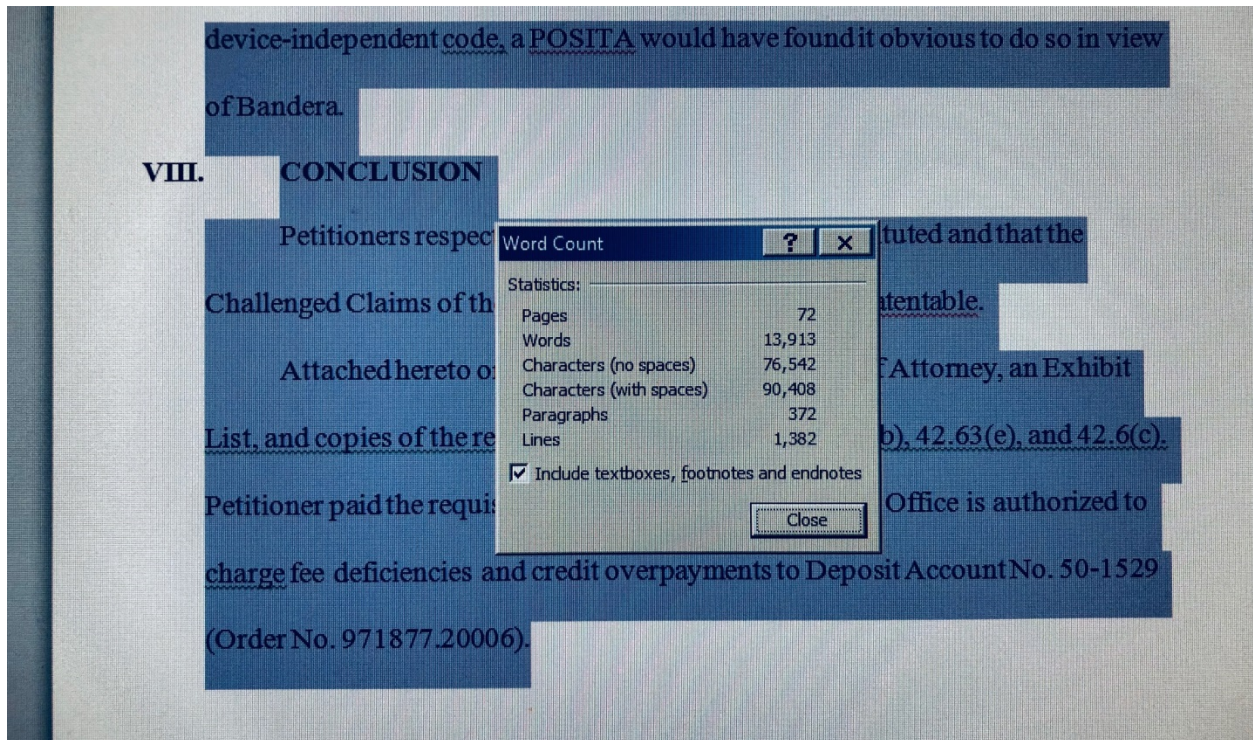 device-independent code, a POSITA would have found it obvious to do so in view
of Bandera.
VIII. CONCLUSION
Petitioners respec tuted and that the
Challenged Claims of th tentable.
Attached hereto o f Attorney, an Exhibit
List, and copies of the re b), 42.63(e), and 42.6(c).
Petitioner paid the requis Office is authorized to
charge fee deficiencies and credit overpayments to Deposit Account No. 50-1529
(Order No. 971877.20006).
Word Count ? X
Statistics:
Pages 72
Words 13,913
Characters (no spaces) 76,542
Characters (with spaces) 90,408
Paragraphs 372
Lines 1,382
Include textboxes, footnotes and endnotes
Close